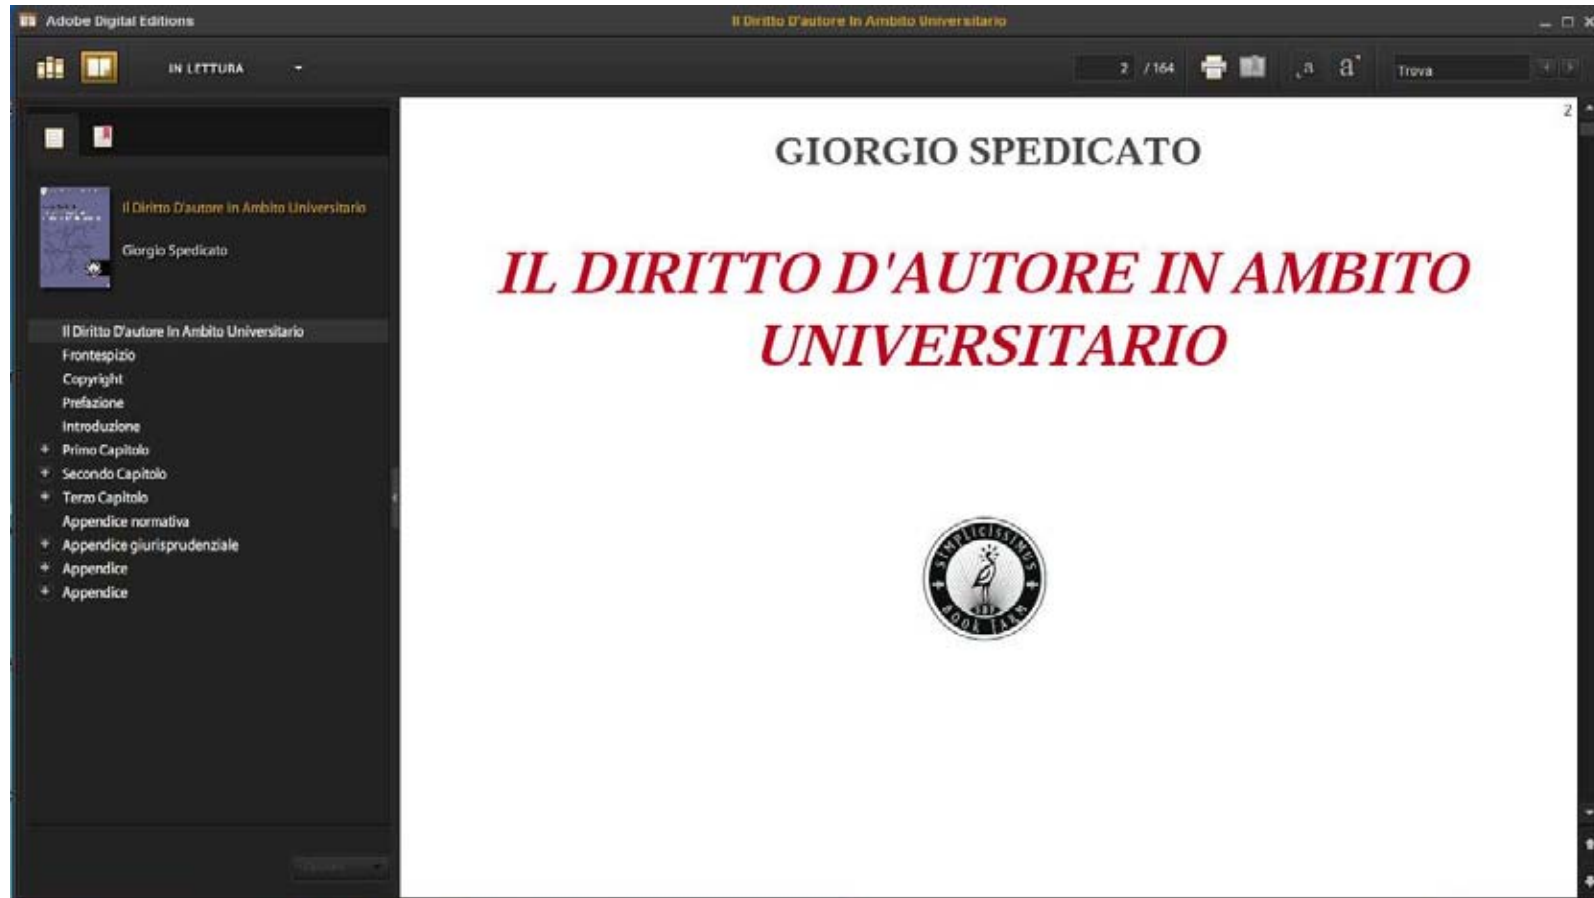 Adobe Digital Editions
Il Diritto D'autore In Ambito Universitario
IN LETTURA
2 / 164
a a
Trova
2
Il Diritto D'autore In Ambito Universitario
Giorgio Spedicato
Il Diritto D'autore In Ambito Universitario
Frontespizio
Copyright
Prefazione
Introduzione
+ Primo Capitolo
+ Secondo Capitolo
+ Terzo Capitolo
Appendice normativa
+ Appendice giurisprudenziale
+ Appendice
+ Appendice
GIORGIO SPEDICATO
IL DIRITTO D'AUTORE IN AMBITO
UNIVERSITARIO
SIMPLICISSIMUS
SBF
BOOK FARM